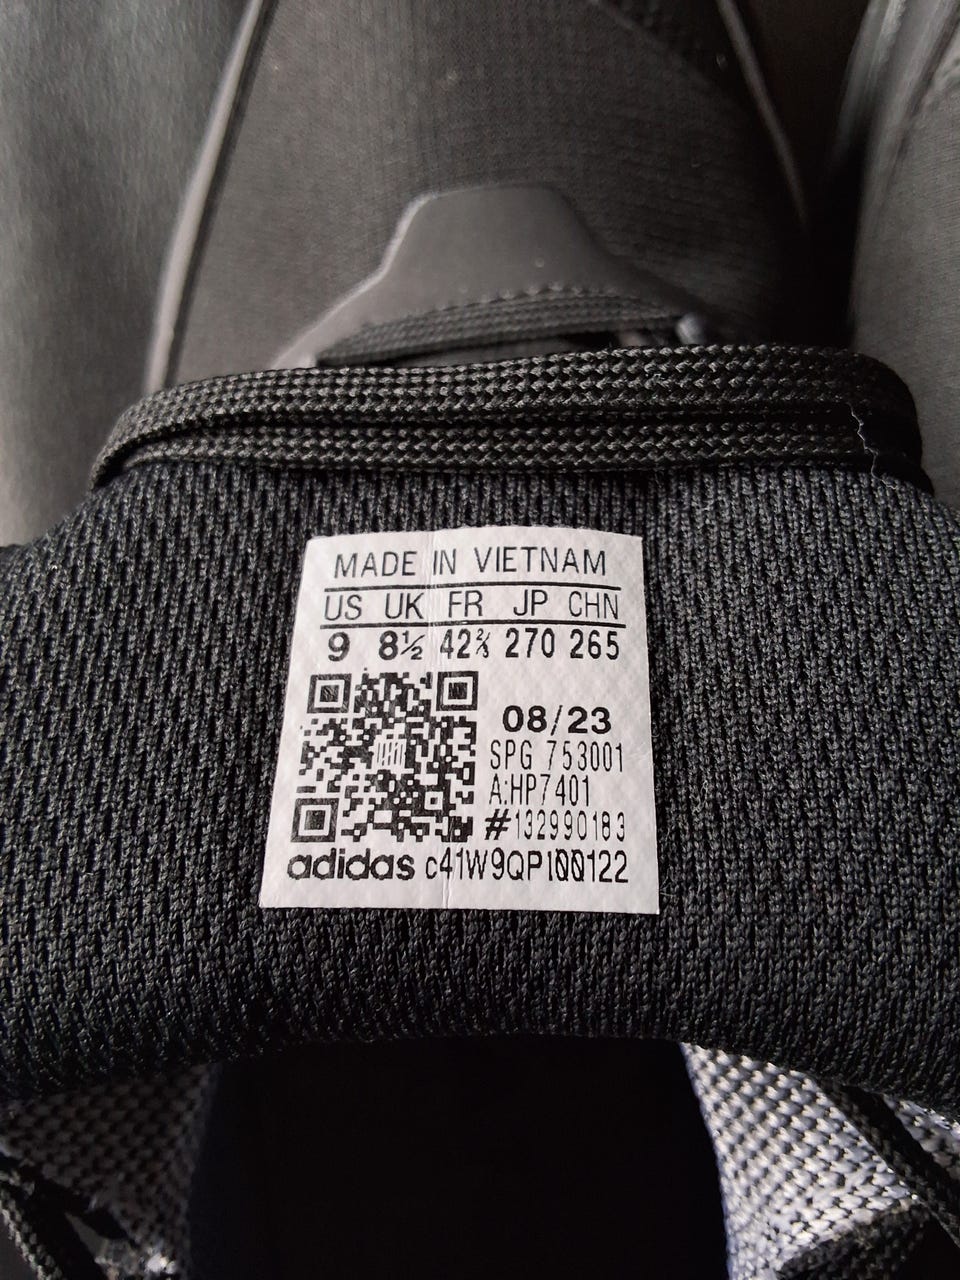 MADE IN VIETNAM
US UK FR JP CHN
9 8½ 42⅔ 270 265
08/23
SPG 753001
A:HP7401
#132990183
adidas c41W9QPI00122